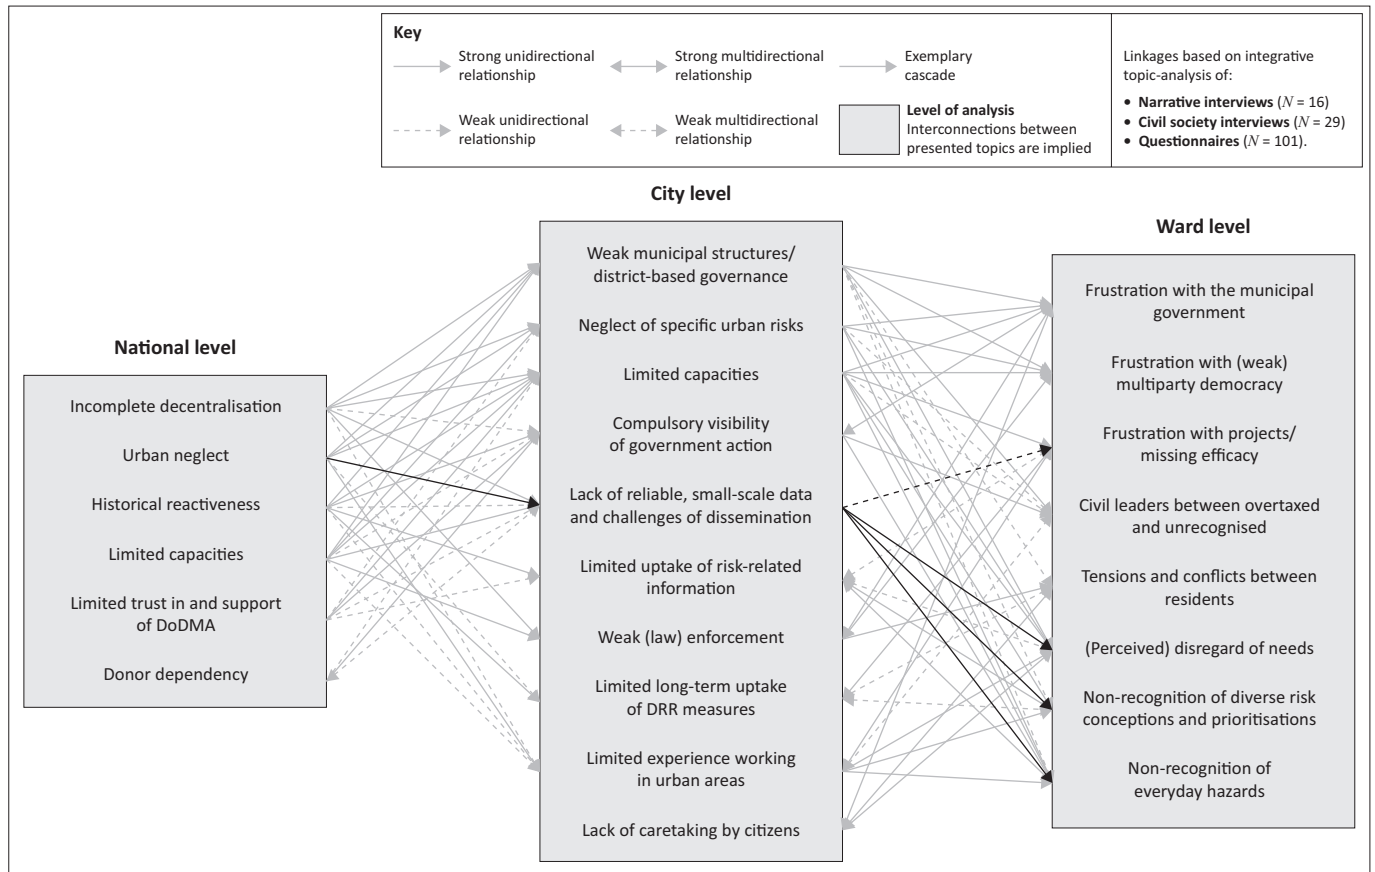 Key
Strong unidirectional
relationship
Strong multidirectional
relationship
Exemplary
cascade
Weak unidirectional
relationship
Weak multidirectional
relationship
Level of analysis
Interconnections between
presented topics are implied
Linkages based on integrative
topic-analysis of:
• Narrative interviews (N = 16)
• Civil society interviews (N = 29)
• Questionnaires (N = 101).
National level
Incomplete decentralisation
Urban neglect
Historical reactiveness
Limited capacities
Limited trust in and support
of DoDMA
Donor dependency
City level
Weak municipal structures/
district-based governance
Neglect of specific urban risks
Limited capacities
Compulsory visibility
of government action
Lack of reliable, small-scale data
and challenges of dissemination
Limited uptake of risk-related
information
Weak (law) enforcement
Limited long-term uptake
of DRR measures
Limited experience working
in urban areas
Lack of caretaking by citizens
Ward level
Frustration with the municipal
government
Frustration with (weak)
multiparty democracy
Frustration with projects/
missing efficacy
Civil leaders between overtaxed
and unrecognised
Tensions and conflicts between
residents
(Perceived) disregard of needs
Non-recognition of diverse risk
conceptions and prioritisations
Non-recognition of
everyday hazards